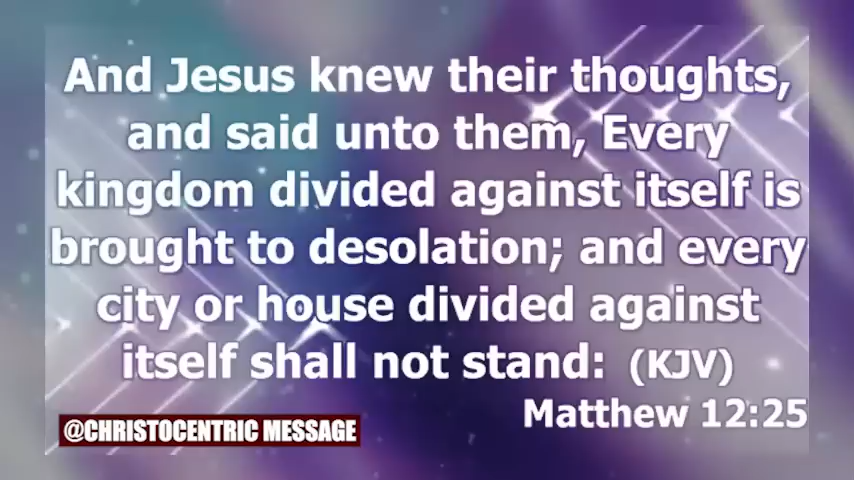 And Jesus knew their thoughts,
and said unto them, Every
kingdom divided against itself is
brought to desolation; and every
city or house divided against
itself shall not stand: (KJV)
Matthew 12:25
@CHRISTOCENTRIC MESSAGE